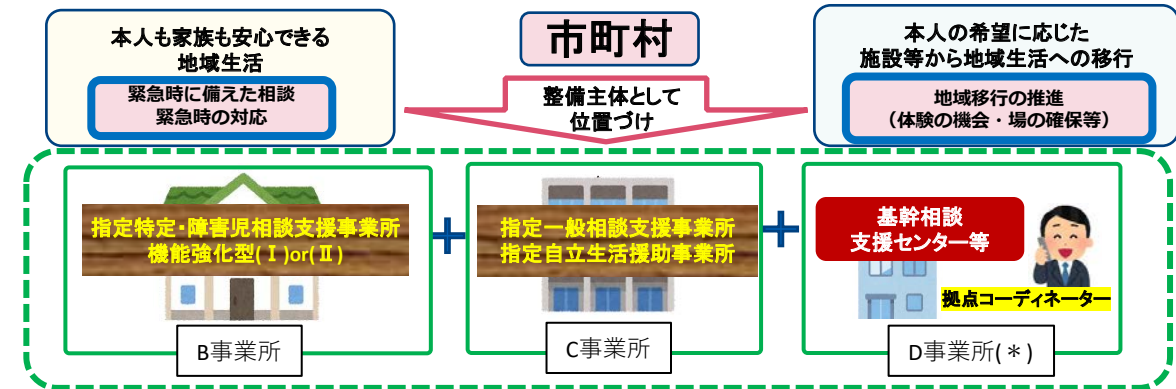 本人も家族も安心できる
地域生活
緊急時に備えた相談
緊急時の対応
市町村
整備主体として
位置づけ
本人の希望に応じた
施設等から地域生活への移行
地域移行の推進
（体験の機会・場の確保等）
指定特定・障害児相談支援事業所
機能強化型(Ⅰ)or(Ⅱ)
B事業所
+
指定一般相談支援事業所
指定自立生活援助事業所
C事業所
+
基幹相談
支援センター等
拠点コーディネーター
D事業所(＊)